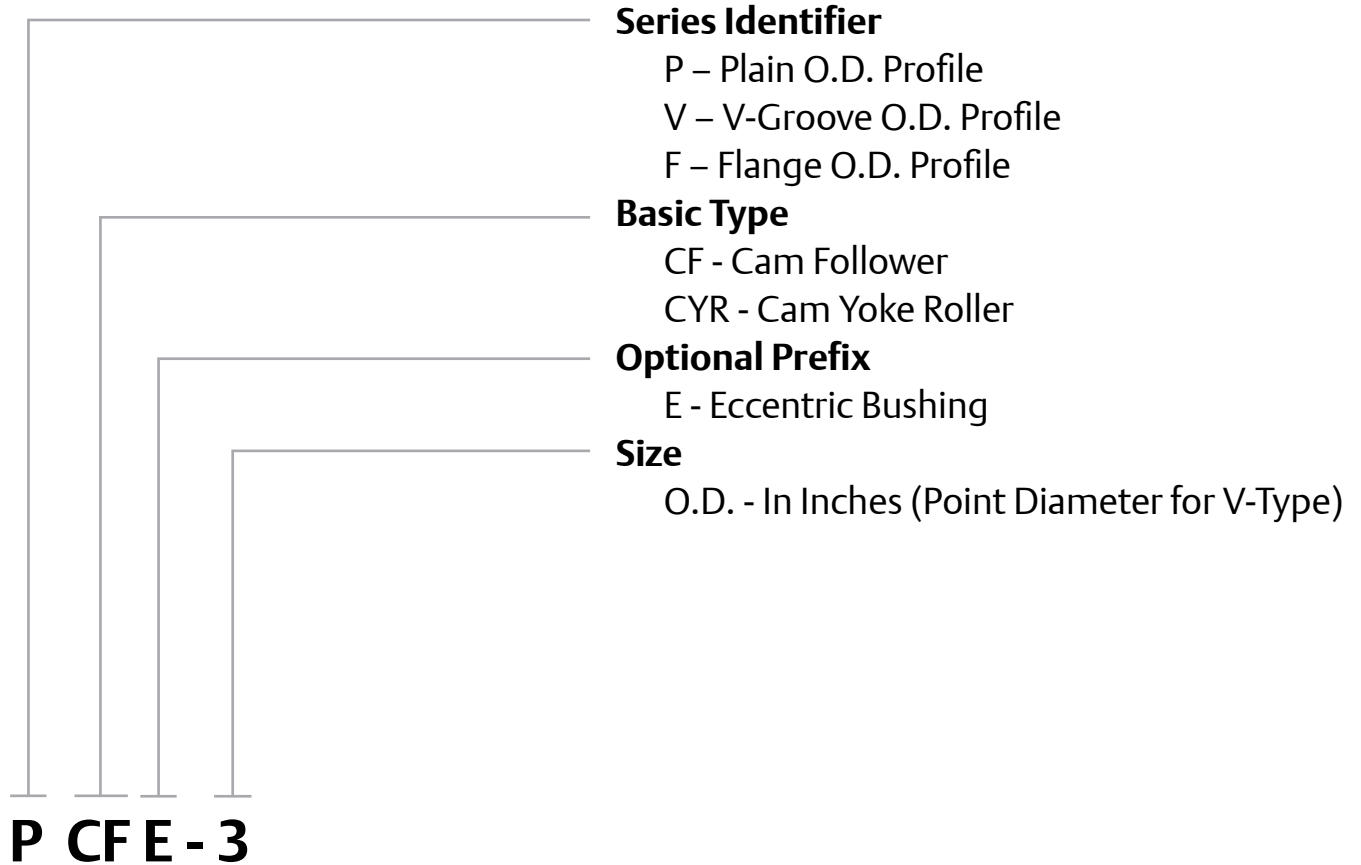 Series Identifier
P – Plain O.D. Profile
V – V-Groove O.D. Profile
F – Flange O.D. Profile
Basic Type
CF - Cam Follower
CYR - Cam Yoke Roller
Optional Prefix
E - Eccentric Bushing
Size
O.D. - In Inches (Point Diameter for V-Type)
P CF E - 3